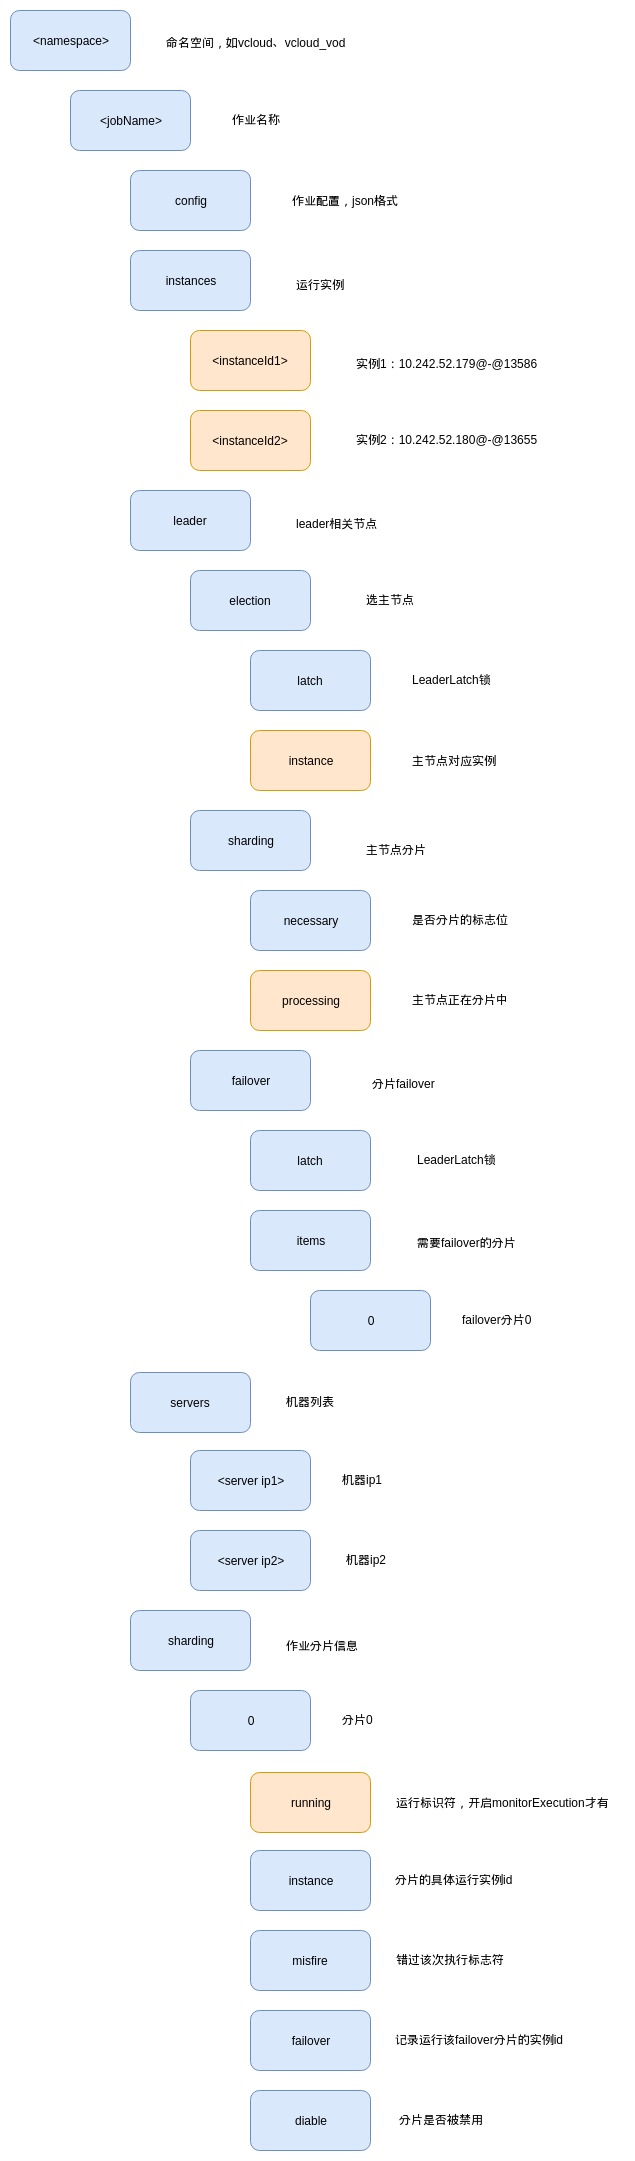 <namespace> 命名空间，如vcloud、vcloud_vod
<jobName> 作业名称
config 作业配置，json格式
instances 运行实例
<instanceId1> 实例1：10.242.52.179@-@13586
<instanceId2> 实例2：10.242.52.180@-@13655
leader leader相关节点
election 选主节点
latch LeaderLatch锁
instance 主节点对应实例
sharding 主节点分片
necessary 是否分片的标志位
processing 主节点正在分片中
failover 分片failover
latch LeaderLatch锁
items 需要failover的分片
0 failover分片0
servers 机器列表
<server ip1> 机器ip1
<server ip2> 机器ip2
sharding 作业分片信息
0 分片0
running 运行标识符，开启monitorExecution才有
instance 分片的具体运行实例id
misfire 错过该次执行标志符
failover 记录运行该failover分片的实例id
diable 分片是否被禁用